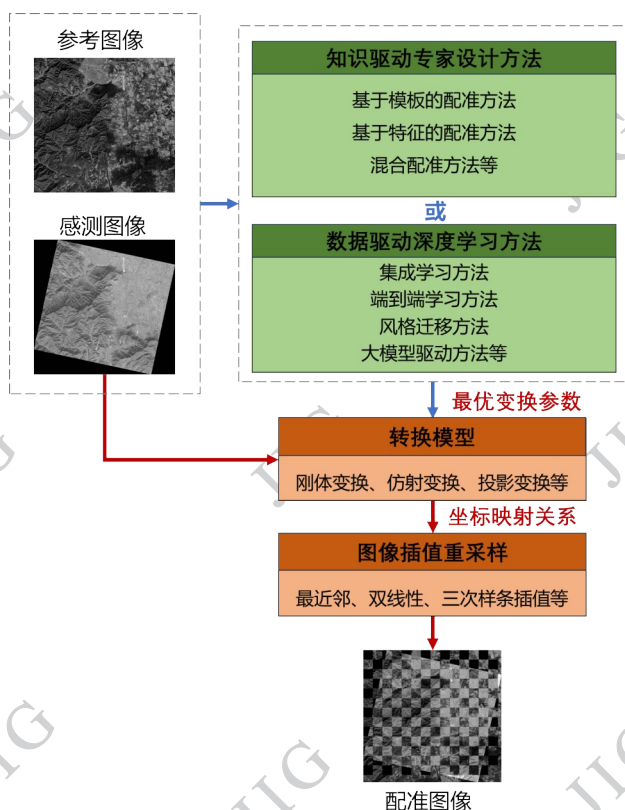 参考图像
感测图像
知识驱动专家设计方法
基于模板的配准方法
基于特征的配准方法
混合配准方法等
或
数据驱动深度学习方法
集成学习方法
端到端学习方法
风格迁移方法
大模型驱动方法等
最优变换参数
转换模型
刚体变换、仿射变换、投影变换等
坐标映射关系
图像插值重采样
最近邻、双线性、三次样条插值等
配准图像
JIG